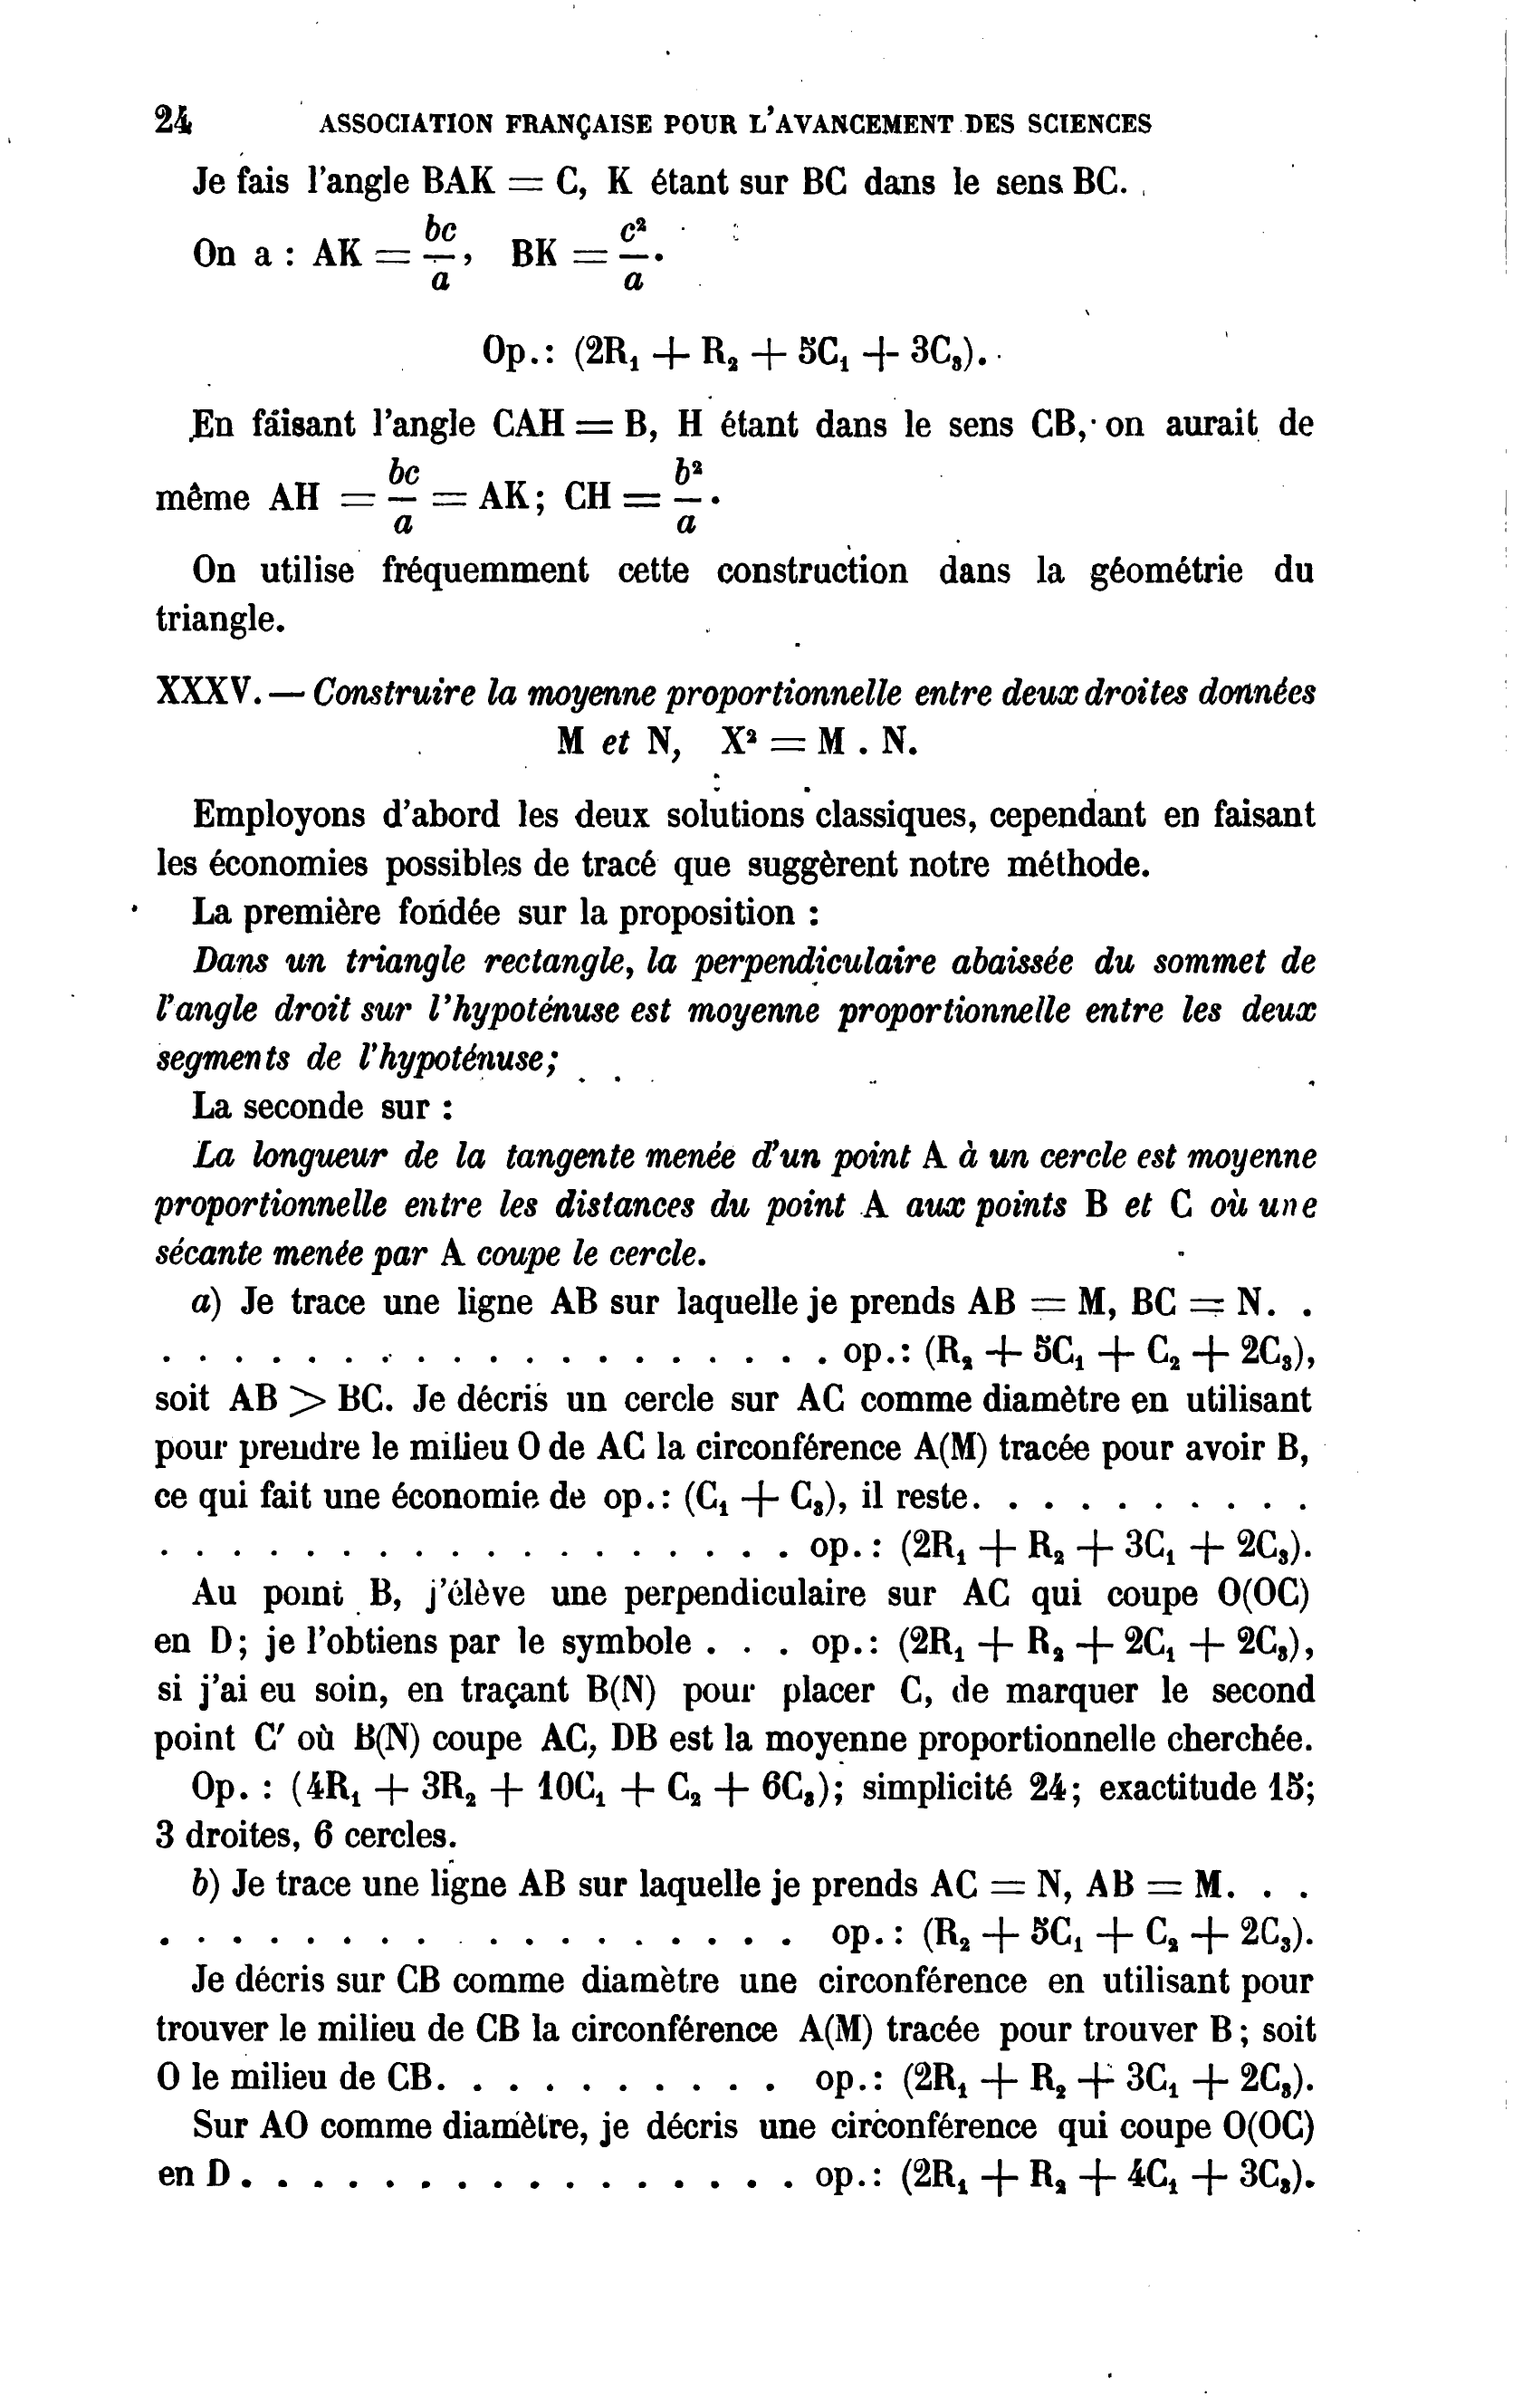 24 ASSOCIATION FRANÇAISE POUR L'AVANCEMENT DES SCIENCES
Je fais l'angle BAK = C, K étant sur BC dans le sens BC.
On a : AK = bc/a, BK = c²/a.
Op.: (2R₁ + R₂ + 5C₁ + 3C₃).
En faisant l'angle CAH = B, H étant dans le sens CB, on aurait de
même AH = bc/a = AK; CH = b²/a.
On utilise fréquemment cette construction dans la géométrie du
triangle.
XXXV. — Construire la moyenne proportionnelle entre deux droites données
M et N, X² = M . N.
Employons d'abord les deux solutions classiques, cependant en faisant
les économies possibles de tracé que suggèrent notre méthode.
La première fondée sur la proposition :
Dans un triangle rectangle, la perpendiculaire abaissée du sommet de
l'angle droit sur l'hypoténuse est moyenne proportionnelle entre les deux
segments de l'hypoténuse;
La seconde sur :
La longueur de la tangente menée d'un point A à un cercle est moyenne
proportionnelle entre les distances du point A aux points B et C où une
sécante menée par A coupe le cercle.
a) Je trace une ligne AB sur laquelle je prends AB = M, BC = N. .
. . . . . . . . . . . . . . . . . . . op.: (R₂ + 5C₁ + C₂ + 2C₃),
soit AB > BC. Je décris un cercle sur AC comme diamètre en utilisant
pour prendre le milieu O de AC la circonférence A(M) tracée pour avoir B,
ce qui fait une économie de op.: (C₁ + C₃), il reste. . . . . . . . . .
. . . . . . . . . . . . . . . . . . op. : (2R₁ + R₂ + 3C₁ + 2C₃).
Au point B, j'élève une perpendiculaire sur AC qui coupe O(OC)
en D; je l'obtiens par le symbole . . . op.: (2R₁ + R₂ + 2C₁ + 2C₃),
si j'ai eu soin, en traçant B(N) pour placer C, de marquer le second
point C' où B(N) coupe AC, DB est la moyenne proportionnelle cherchée.
Op. : (4R₁ + 3R₂ + 10C₁ + C₂ + 6C₃); simplicité 24; exactitude 15;
3 droites, 6 cercles.
b) Je trace une ligne AB sur laquelle je prends AC = N, AB = M. . .
. . . . . . . . . . . . . . . . . . op. : (R₂ + 5C₁ + C₂ + 2C₃).
Je décris sur CB comme diamètre une circonférence en utilisant pour
trouver le milieu de CB la circonférence A(M) tracée pour trouver B; soit
O le milieu de CB. . . . . . . . . . op.: (2R₁ + R₂ + 3C₁ + 2C₃).
Sur AO comme diamètre, je décris une circonférence qui coupe O(OC)
en D. . . . . . . . . . . . . . . . op.: (2R₁ + R₂ + 4C₁ + 3C₃).